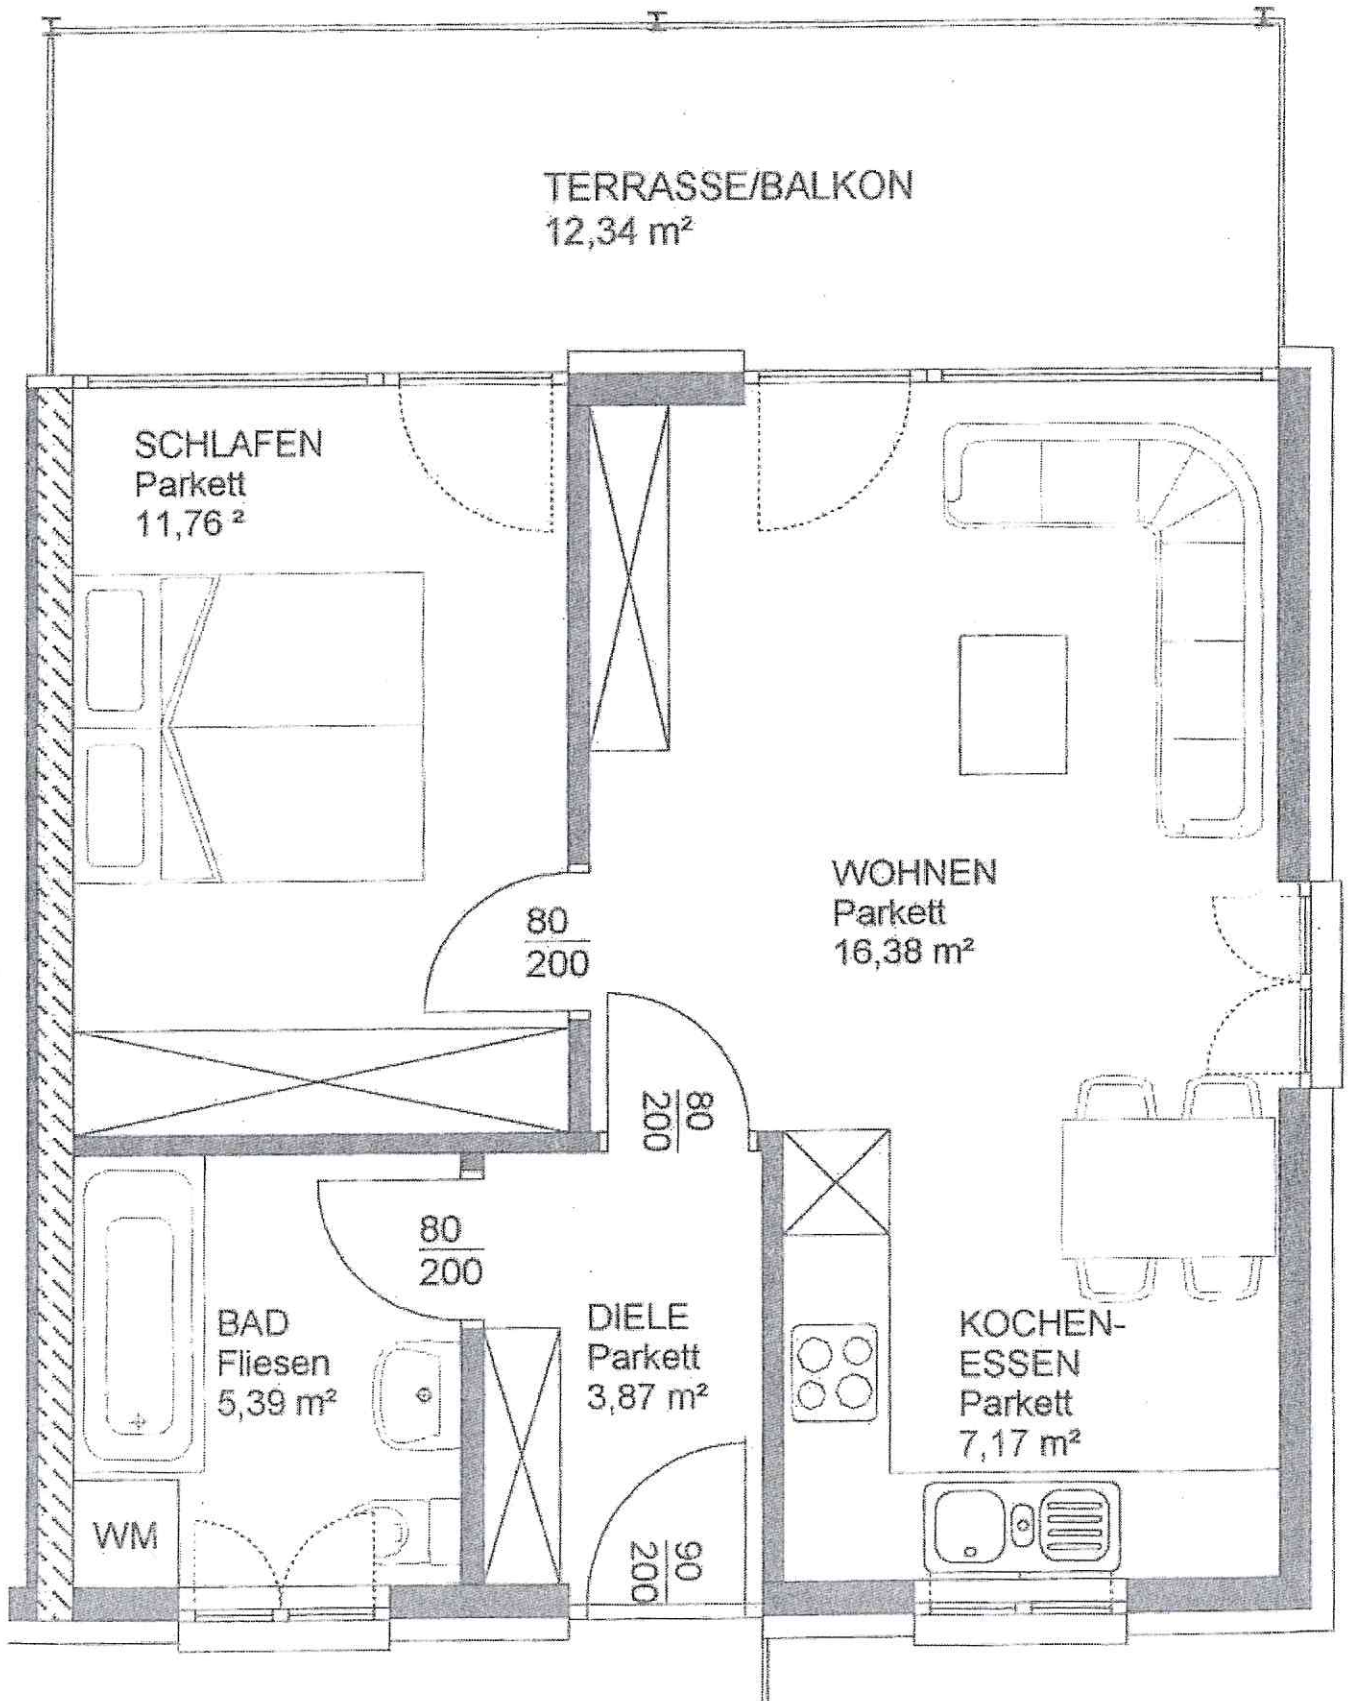 TERRASSE/BALKON
12,34 m²
SCHLAFEN
Parkett
11,76 ²
WOHNEN
Parkett
16,38 m²
80
200
80
200
80
200
BAD
Fliesen
5,39 m²
DIELE
Parkett
3,87 m²
KOCHEN-
ESSEN
Parkett
7,17 m²
WM
90
200